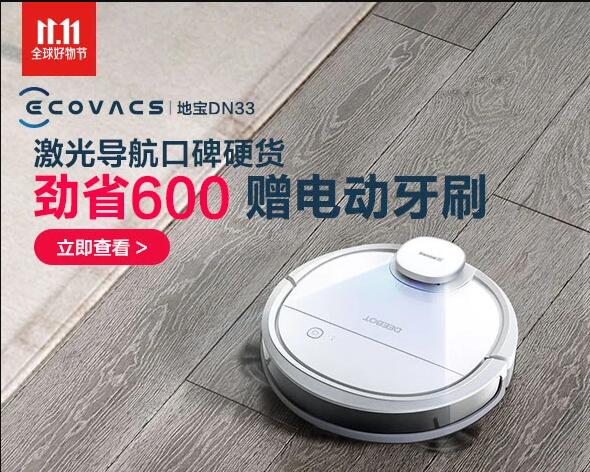 11.11
全球好物节
ECOVACS | 地宝DN33
激光导航口碑硬货
劲省600 赠电动牙刷
立即查看 >
DEEBOT